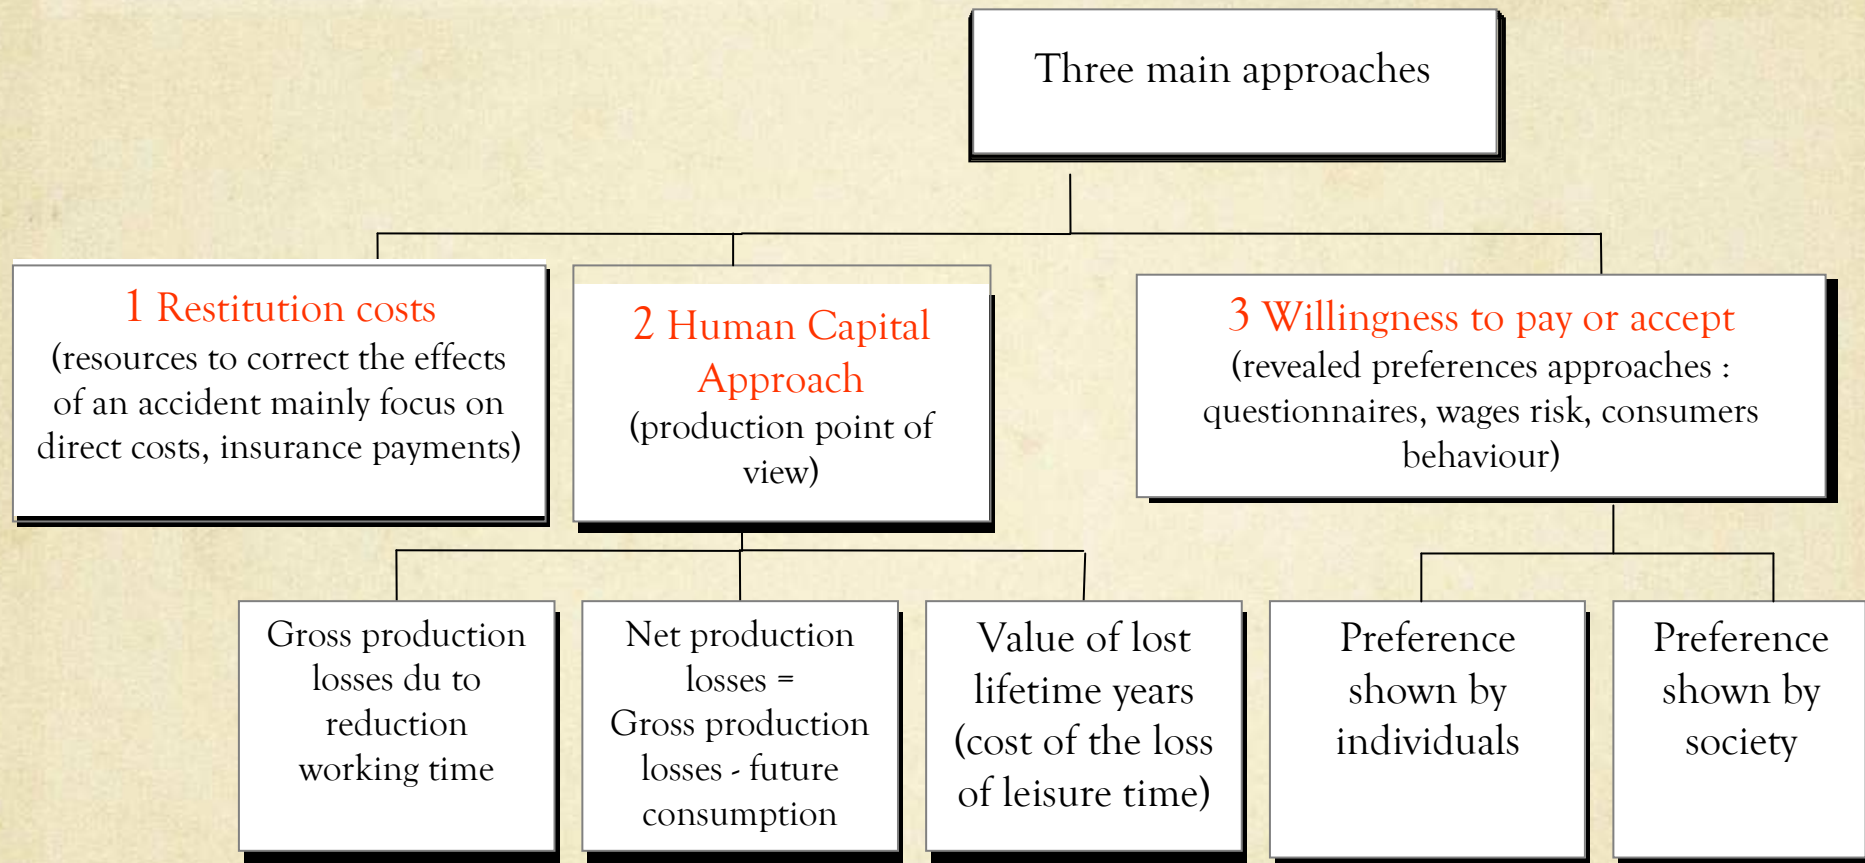 Three main approaches
1 Restitution costs
(resources to correct the effects
of an accident mainly focus on
direct costs, insurance payments)
2 Human Capital
Approach
(production point of
view)
3 Willingness to pay or accept
(revealed preferences approaches :
questionnaires, wages risk, consumers
behaviour)
Gross production
losses du to
reduction
working time
Net production
losses =
Gross production
losses - future
consumption
Value of lost
lifetime years
(cost of the loss
of leisure time)
Preference
shown by
individuals
Preference
shown by
society